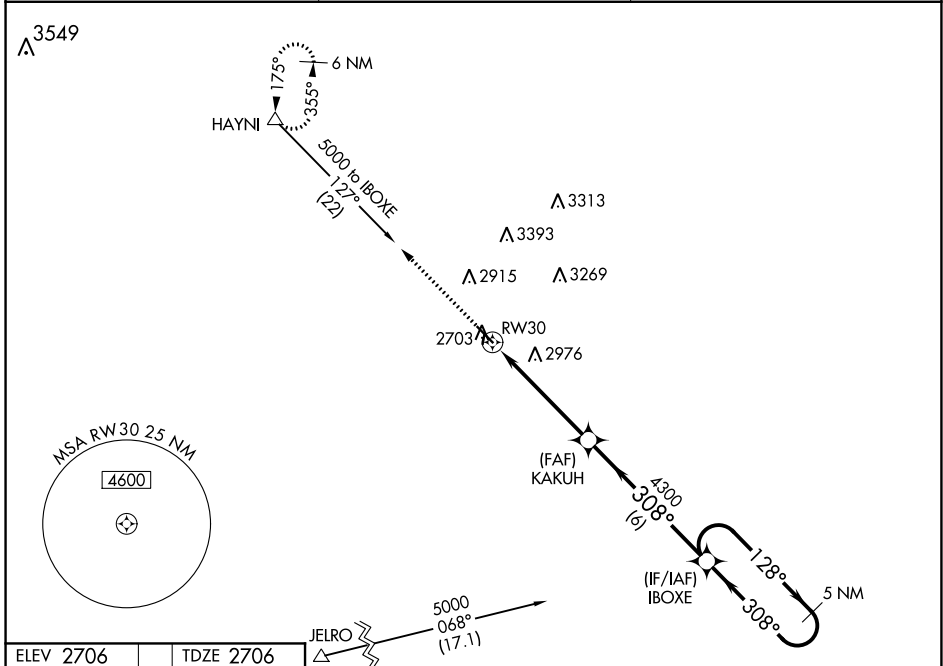 3549
6 NM
175°
355°
HAYNI
5000 to IBOXE
127°
(22)
3313
3393
2915
3269
2703
RW30
2976
MSA RW30 25 NM
4600
(FAF)
KAKUH
4300
308°
(6)
(IF/IAF)
IBOXE
128°
308°
5 NM
JELRO
5000
068°
(17.1)
ELEV 2706
TDZE 2706